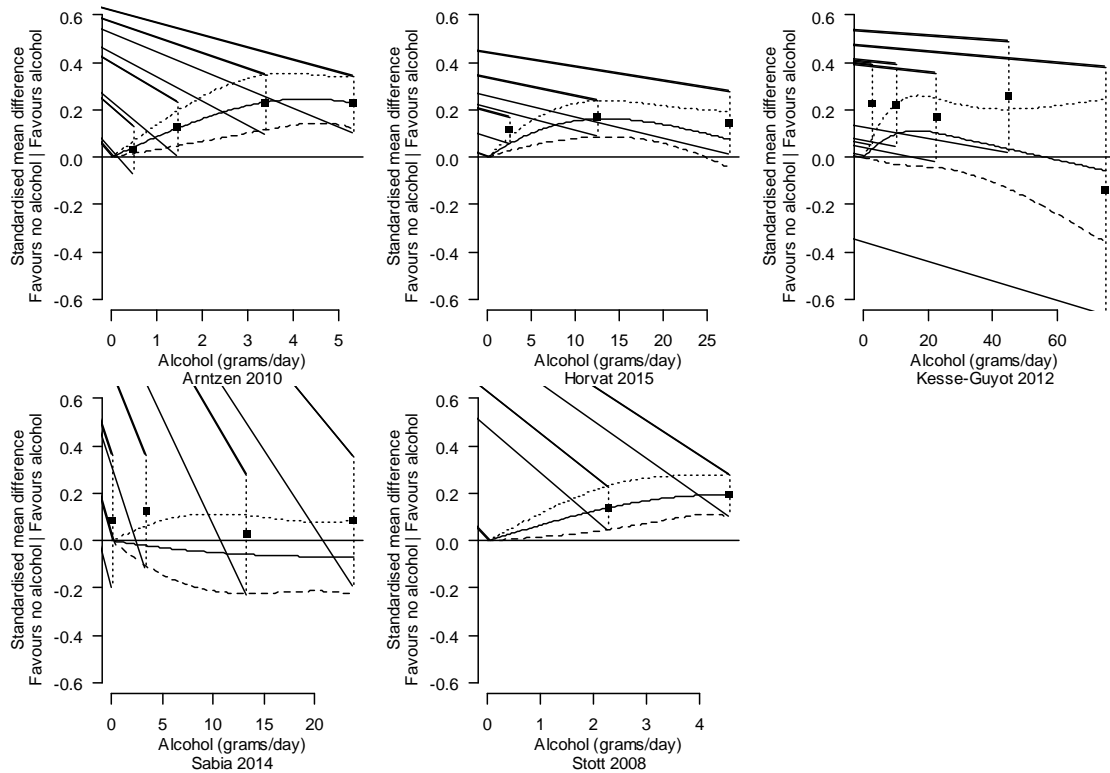 Standardised mean difference
Favours no alcohol | Favours alcohol
0.6
0.4
0.2
0.0
-0.2
-0.4
-0.6
0 1 2 3 4 5
Alcohol (grams/day)
Arntzen 2010
Standardised mean difference
Favours no alcohol | Favours alcohol
0.6
0.4
0.2
0.0
-0.2
-0.4
-0.6
0 5 10 15 20 25
Alcohol (grams/day)
Horvat 2015
Standardised mean difference
Favours no alcohol | Favours alcohol
0.6
0.4
0.2
0.0
-0.2
-0.4
-0.6
0 20 40 60
Alcohol (grams/day)
Kesse-Guyot 2012
Standardised mean difference
Favours no alcohol | Favours alcohol
0.6
0.4
0.2
0.0
-0.2
-0.4
-0.6
0 5 10 15 20
Alcohol (grams/day)
Sabia 2014
Standardised mean difference
Favours no alcohol | Favours alcohol
0.6
0.4
0.2
0.0
-0.2
-0.4
-0.6
0 1 2 3 4
Alcohol (grams/day)
Stott 2008